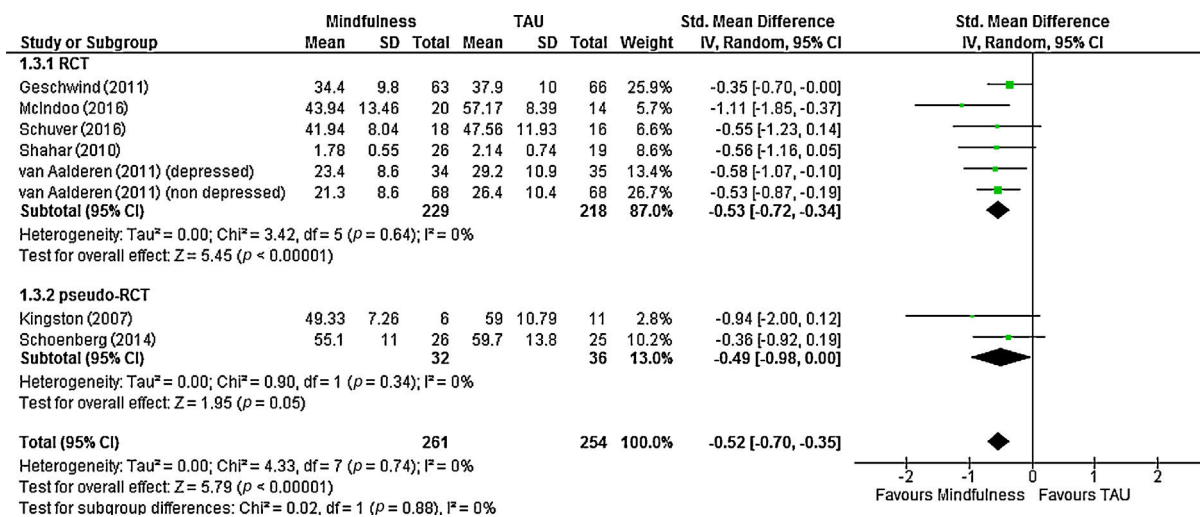 Mindfulness TAU Std. Mean Difference Std. Mean Difference
Study or Subgroup Mean SD Total Mean SD Total Weight IV, Random, 95% CI IV, Random, 95% CI
1.3.1 RCT
Geschwind (2011) 34.4 9.8 63 37.9 10 66 25.9% -0.35 [-0.70, -0.00]
McIndoo (2016) 43.94 13.46 20 57.17 8.39 14 5.7% -1.11 [-1.85, -0.37]
Schuver (2016) 41.94 8.04 18 47.56 11.93 16 6.6% -0.55 [-1.23, 0.14]
Shahar (2010) 1.78 0.55 26 2.14 0.74 19 8.6% -0.56 [-1.16, 0.05]
van Aalderen (2011) (depressed) 23.4 8.6 34 29.2 10.9 35 13.4% -0.58 [-1.07, -0.10]
van Aalderen (2011) (non depressed) 21.3 8.6 68 26.4 10.4 68 26.7% -0.53 [-0.87, -0.19]
Subtotal (95% CI) 229 218 87.0% -0.53 [-0.72, -0.34]
Heterogeneity: Tau² = 0.00; Chi² = 3.42, df = 5 (p = 0.64); I² = 0%
Test for overall effect: Z = 5.45 (p < 0.00001)
1.3.2 pseudo-RCT
Kingston (2007) 49.33 7.26 6 59 10.79 11 2.8% -0.94 [-2.00, 0.12]
Schoenberg (2014) 55.1 11 26 59.7 13.8 25 10.2% -0.36 [-0.92, 0.19]
Subtotal (95% CI) 32 36 13.0% -0.49 [-0.98, 0.00]
Heterogeneity: Tau² = 0.00; Chi² = 0.90, df = 1 (p = 0.34); I² = 0%
Test for overall effect: Z = 1.95 (p = 0.05)
Total (95% CI) 261 254 100.0% -0.52 [-0.70, -0.35]
Heterogeneity: Tau² = 0.00; Chi² = 4.33, df = 7 (p = 0.74); I² = 0%
Test for overall effect: Z = 5.79 (p < 0.00001)
Test for subgroup differences: Chi² = 0.02, df = 1 (p = 0.88), I² = 0%
-2 -1 0 1 2
Favours Mindfulness Favours TAU